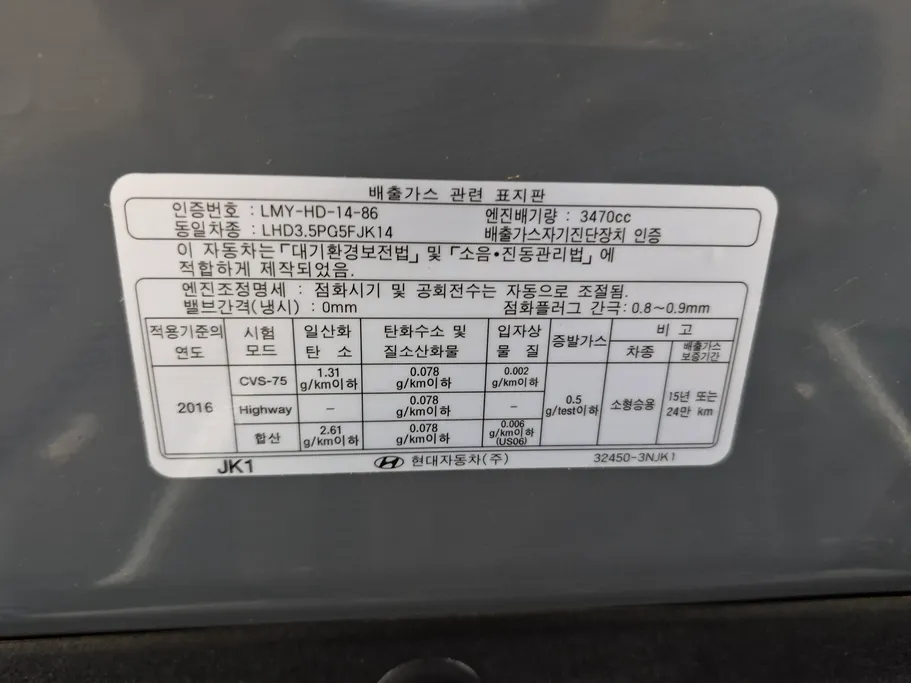 배출가스 관련 표지판
인증번호 : LMY-HD-14-86 엔진배기량 : 3470cc
동일차종 : LHD3.5PG5FJK14 배출가스자기진단장치 인증
이 자동차는「대기환경보전법」 및 「소음•진동관리법」에
적합하게 제작되었음.
엔진조정명세 : 점화시기 및 공회전수는 자동으로 조절됨.
밸브간격(냉시) : 0mm 점화플러그 간극: 0.8~0.9mm
적용기준의 연도 시험 모드 일산화 탄 소 탄화수소 및 질소산화물 입자상 물 질 증발가스 비 고
차종 배출가스 보증기간
2016 CVS-75 1.31 g/km이하 0.078 g/km이하 0.002 g/km이하 0.5 g/test이하 소형승용 15년 또는 24만 km
Highway – 0.078 g/km이하 –
합산 2.61 g/km이하 0.078 g/km이하 0.006 g/km이하 (US06)
JK1 현대자동차(주) 32450-3NJK1